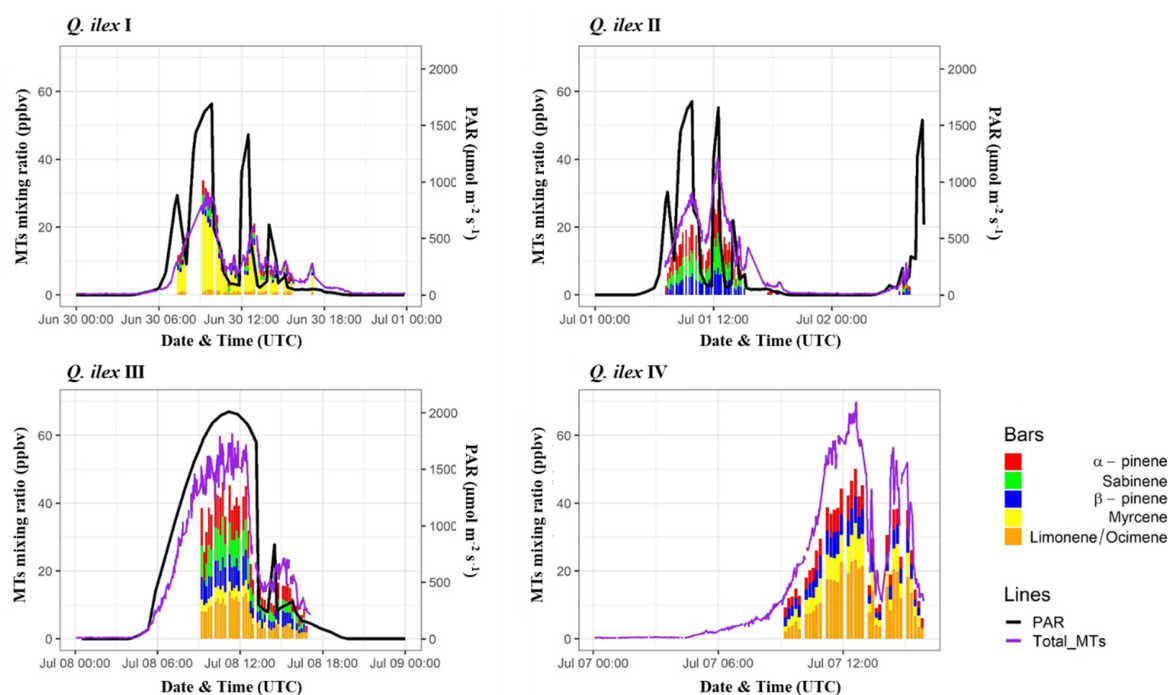 Q. ilex I
Q. ilex II
MTs mixing ratio (ppbv)
60
40
20
0
2000
1500
1000
500
0
PAR (μmol m⁻² s⁻¹)
Jun 30 00:00 Jun 30 06:00 Jun 30 12:00 Jun 30 18:00 Jul 01 00:00
Date & Time (UTC)
MTs mixing ratio (ppbv)
60
40
20
0
2000
1500
1000
500
0
PAR (μmol m⁻² s⁻¹)
Jul 01 00:00 Jul 01 12:00 Jul 02 00:00
Date & Time (UTC)
Q. ilex III
Q. ilex IV
MTs mixing ratio (ppbv)
60
40
20
0
2000
1500
1000
500
0
PAR (μmol m⁻² s⁻¹)
Jul 08 00:00 Jul 08 06:00 Jul 08 12:00 Jul 08 18:00 Jul 09 00:00
Date & Time (UTC)
MTs mixing ratio (ppbv)
60
40
20
0
Jul 07 00:00 Jul 07 06:00 Jul 07 12:00
Date & Time (UTC)
Bars
α − pinene
Sabinene
β − pinene
Myrcene
Limonene/Ocimene
Lines
PAR
Total_MTs